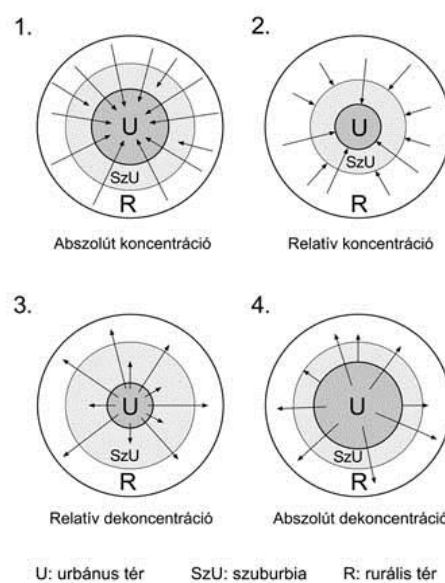 1.
2.
U
SzU
R
U
SzU
R
Abszolút koncentráció
Relatív koncentráció
3.
4.
U
SzU
R
U
SzU
R
Relatív dekoncentráció
Abszolút dekoncentráció
U: urbánus tér
SzU: szuburbia
R: rurális tér